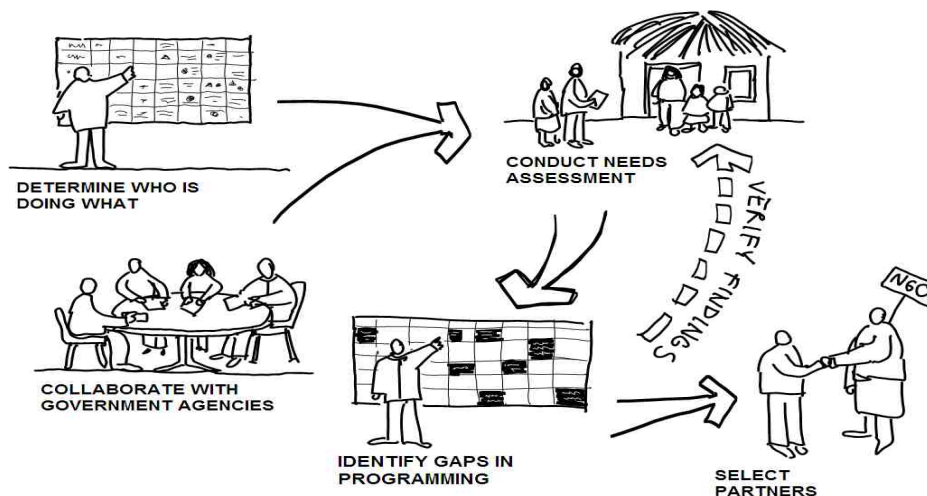 DETERMINE WHO IS
DOING WHAT
CONDUCT NEEDS
ASSESSMENT
COLLABORATE WITH
GOVERNMENT AGENCIES
IDENTIFY GAPS IN
PROGRAMMING
VERIFY FINDINGS
NGO
SELECT
PARTNERS